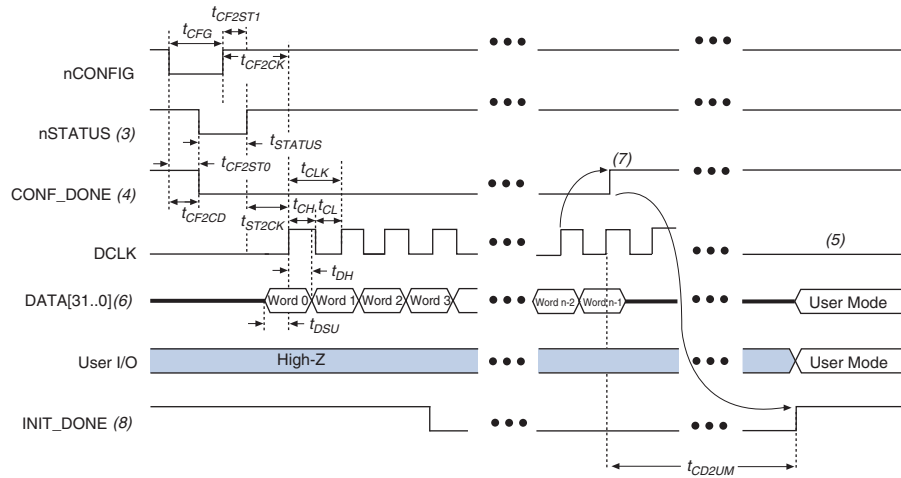 tCF2ST1
tCFG
tCF2CK
nCONFIG
nSTATUS (3)
tSTATUS
tCF2ST0
tCLK
(7)
CONF_DONE (4)
tCF2CD
tST2CK
tCH
tCL
DCLK
(5)
tDH
DATA[31..0](6)
Word 0
Word 1
Word 2
Word 3
Word n-2
Word n-1
User Mode
tDSU
User I/O
High-Z
User Mode
INIT_DONE (8)
tCD2UM